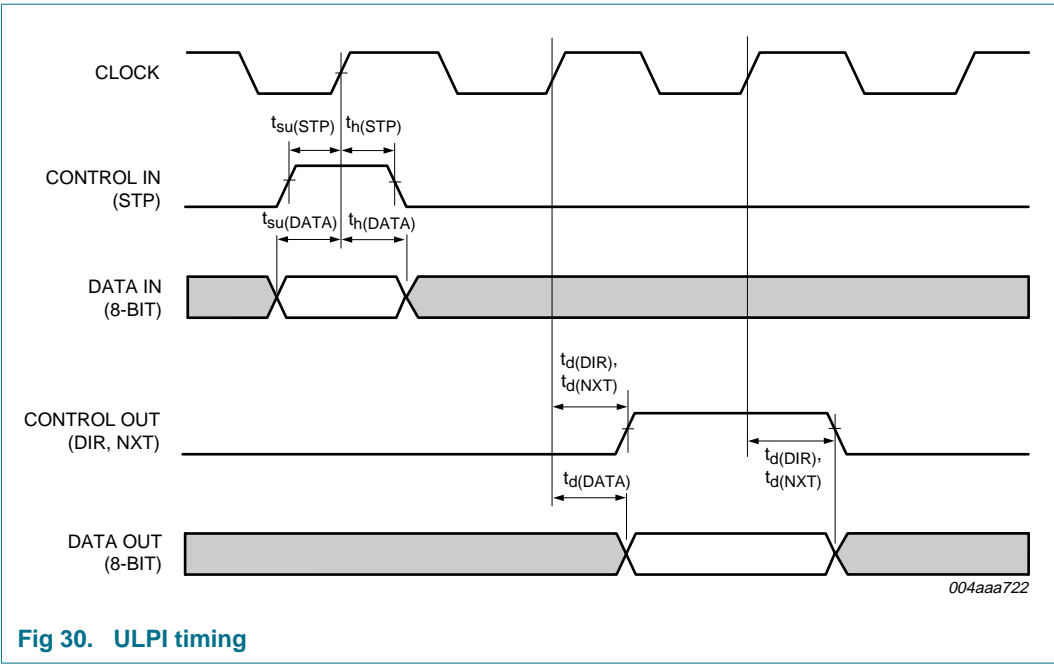 CLOCK
tsu(STP) th(STP)
CONTROL IN
(STP)
tsu(DATA) th(DATA)
DATA IN
(8-BIT)
td(DIR),
td(NXT)
CONTROL OUT
(DIR, NXT)
td(DIR),
td(NXT)
td(DATA)
DATA OUT
(8-BIT)
004aaa722
Fig 30. ULPI timing